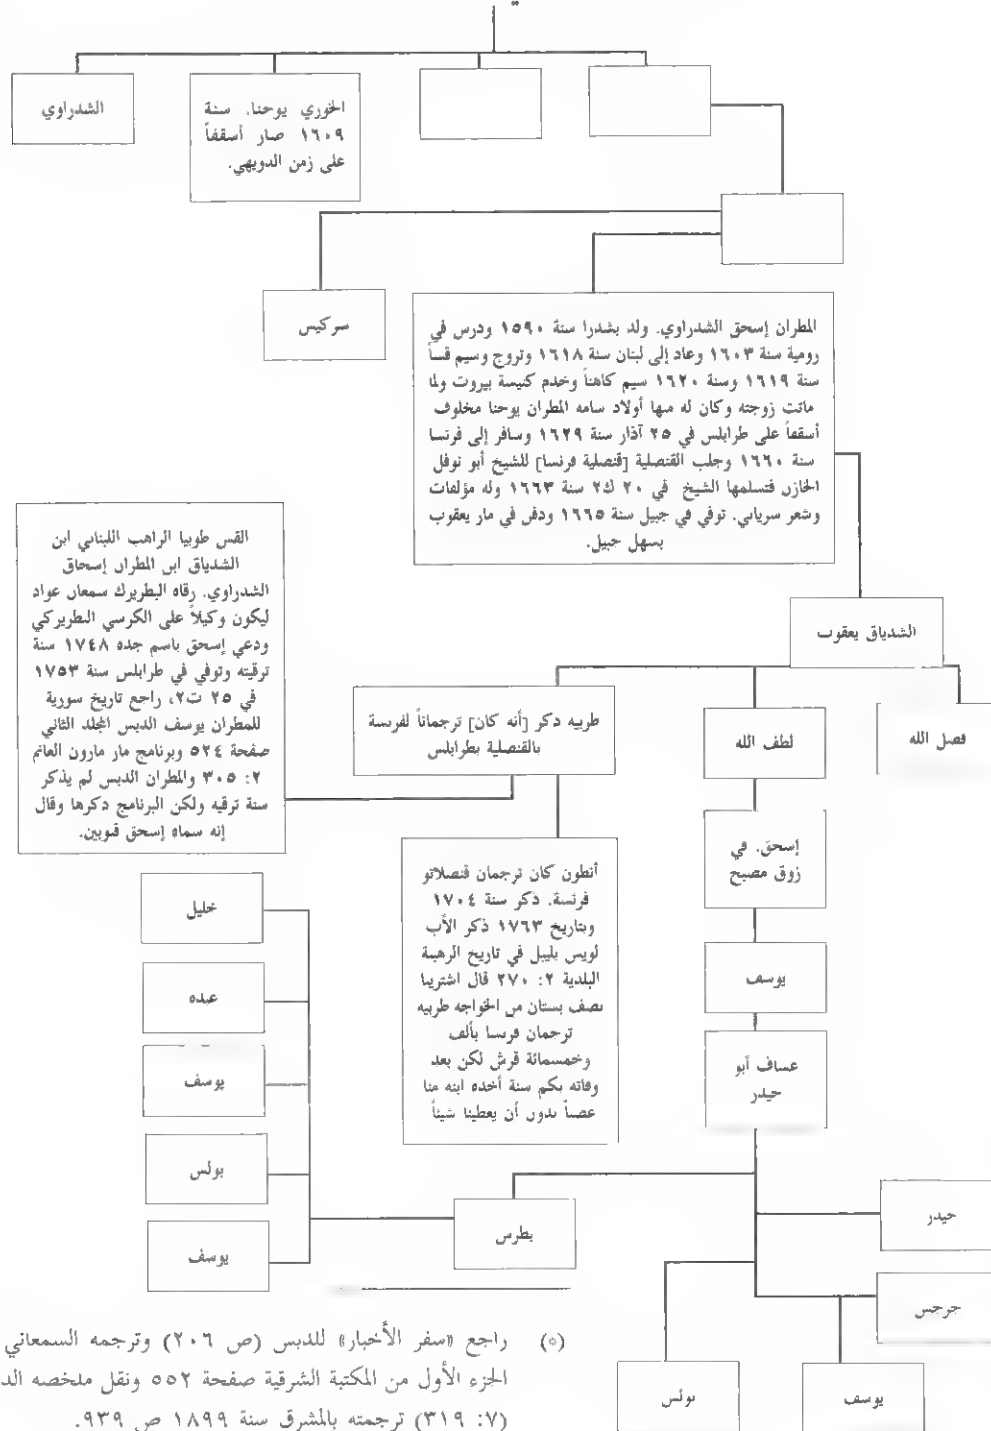 الشدراوي
الخوري يوحنا. سنة
١٦٠٩ صار أسقفاً
على زمن الدويهي.
سركيس
المطران إسحق الشدراوي. ولد بشدرا سنة ١٥٩٠ ودرس في
رومية سنة ١٦٠٣ وعاد إلى لبنان سنة ١٦١٨ وتزوج وسيم قساً
سنة ١٦١٩ وسنة ١٦٢٠ سيم كاهناً وخدم كنيسة بيروت ولما
ماتت زوجته وكان له منها أولاد سامه المطران يوحنا مخلوف
أسقفاً على طرابلس في ٢٥ آذار سنة ١٦٢٩ وسافر إلى فرنسا
سنة ١٦٦٠ وجلب القنصلية [قنصلية فرنسا] للشيخ أبو نوفل
الخازن فتسلمها الشيخ في ٢٠ ك٢ سنة ١٦٦٣ وله مؤلفات
وشعر سرياني. توفي في جبيل سنة ١٦٦٥ ودفن في مار يعقوب
بسهل جبيل.
القس طوبيا الراهب اللبناني ابن
الشدياق ابن المطران إسحاق
الشدراوي. رقاه البطريرك سمعان عواد
ليكون وكيلاً على الكرسي البطريركي
ودعي إسحق باسم جده ١٧٤٨ سنة
ترقيته وتوفي في طرابلس سنة ١٧٥٣
في ٢٥ ت٢، راجع تاريخ سورية
للمطران يوسف الدبس المجلد الثاني
صفحة ٥٢٤ وبرنامج مار مارون الغانم
٢: ٣٠٥ والمطران الدبس لم يذكر
سنة ترقيه ولكن البرنامج ذكرها وقال
إنه سماه إسحق قنوبين.
الشدياق يعقوب
طربيه ذكر [أنه كان] ترجماناً لفرنسة
بالقنصلية بطرابلس
لطف الله
فضل الله
إسحق. في
زوق مصبح
أنطون كان ترجمان قنصلاتو
فرنسة. ذكر سنة ١٧٠٤
وبتاريخ ١٧٦٣ ذكر الأب
لويس بليبل في تاريخ الرهبنة
البلدية ٢: ٢٧٠ قال اشترينا
نصف بستان من الخواجه طربيه
ترجمان فرنسا بألف
وخمسمائة قرش لكن بعد
وفاته بكم سنة أخذه ابنه منا
غصباً بدون أن يعطينا شيئاً
يوسف
عساف أبو
حيدر
خليل
عبده
يوسف
بولس
يوسف
بطرس
حيدر
جرجس
بولس
يوسف
(٥) راجع «سفر الأخبار» للدبس (ص ٢٠٦) وترجمه السمعاني
الجزء الأول من المكتبة الشرقية صفحة ٥٥٢ ونقل ملخصه الد
(٧: ٣١٩) ترجمته بالمشرق سنة ١٨٩٩ ص ٩٣٩.